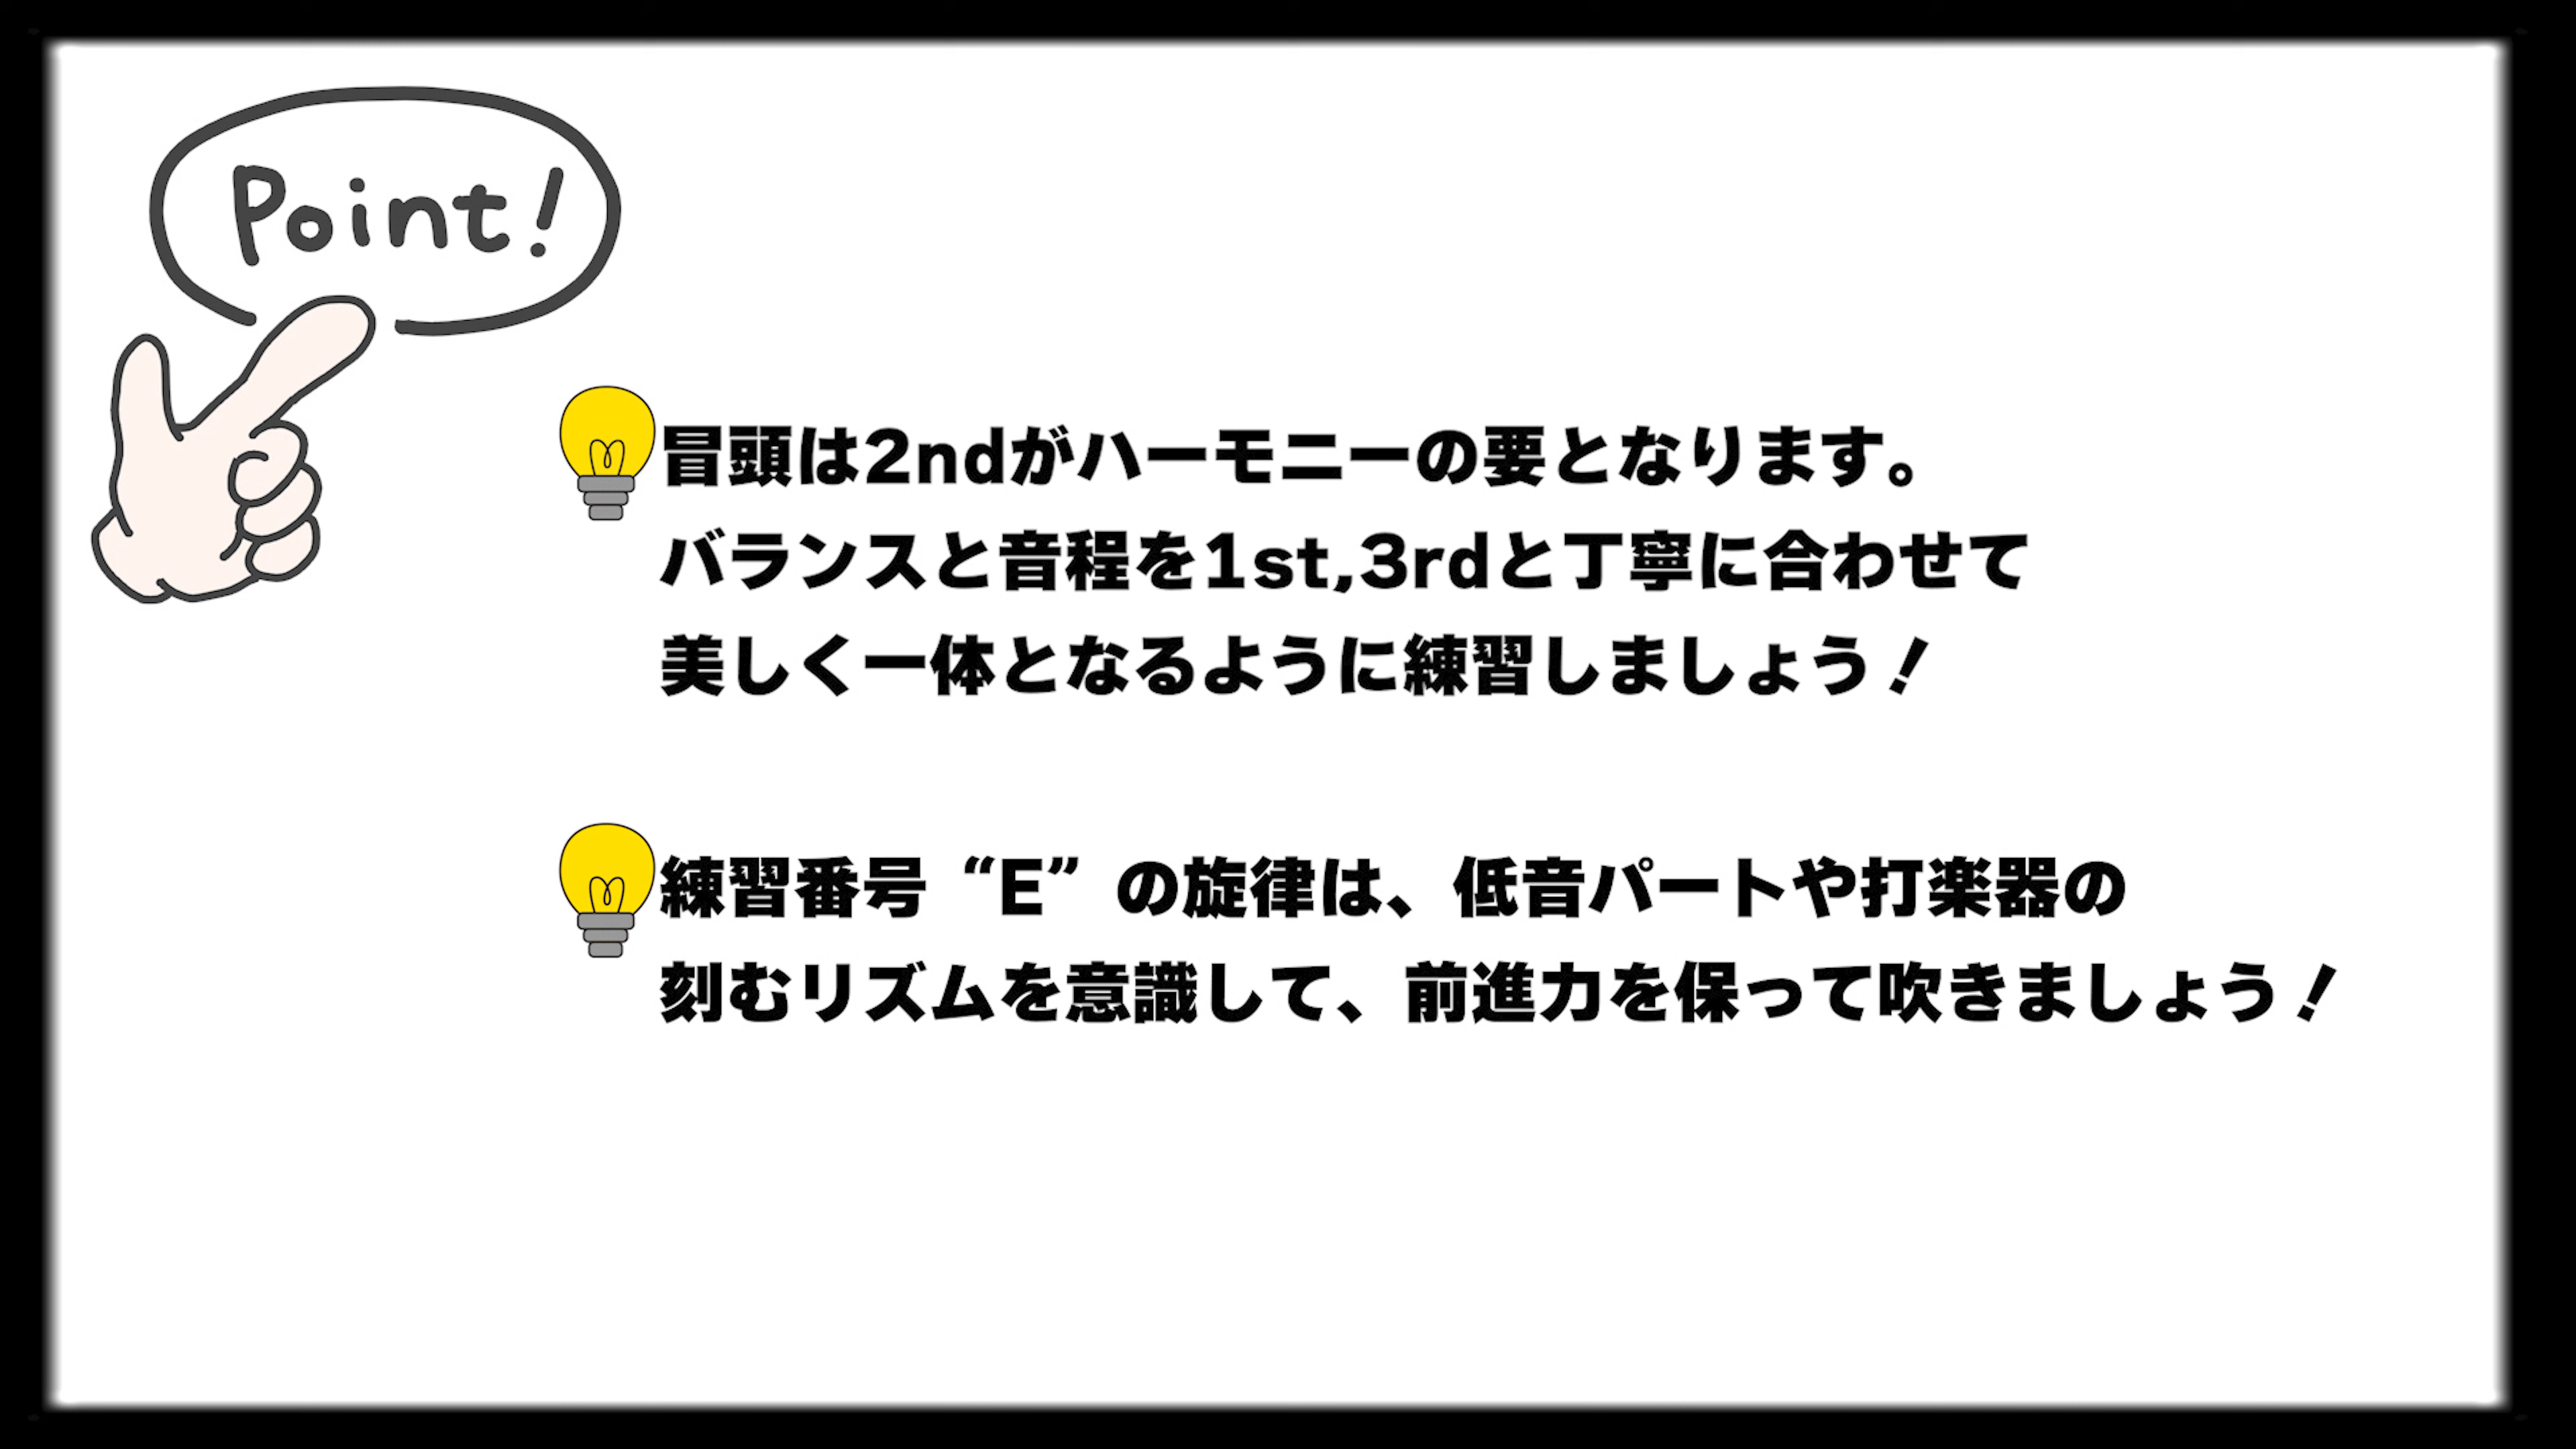 Point!
冒頭は2ndがハーモニーの要となります。
バランスと音程を1st,3rdと丁寧に合わせて
美しく一体となるように練習しましょう！
練習番号“E”の旋律は、低音パートや打楽器の
刻むリズムを意識して、前進力を保って吹きましょう！